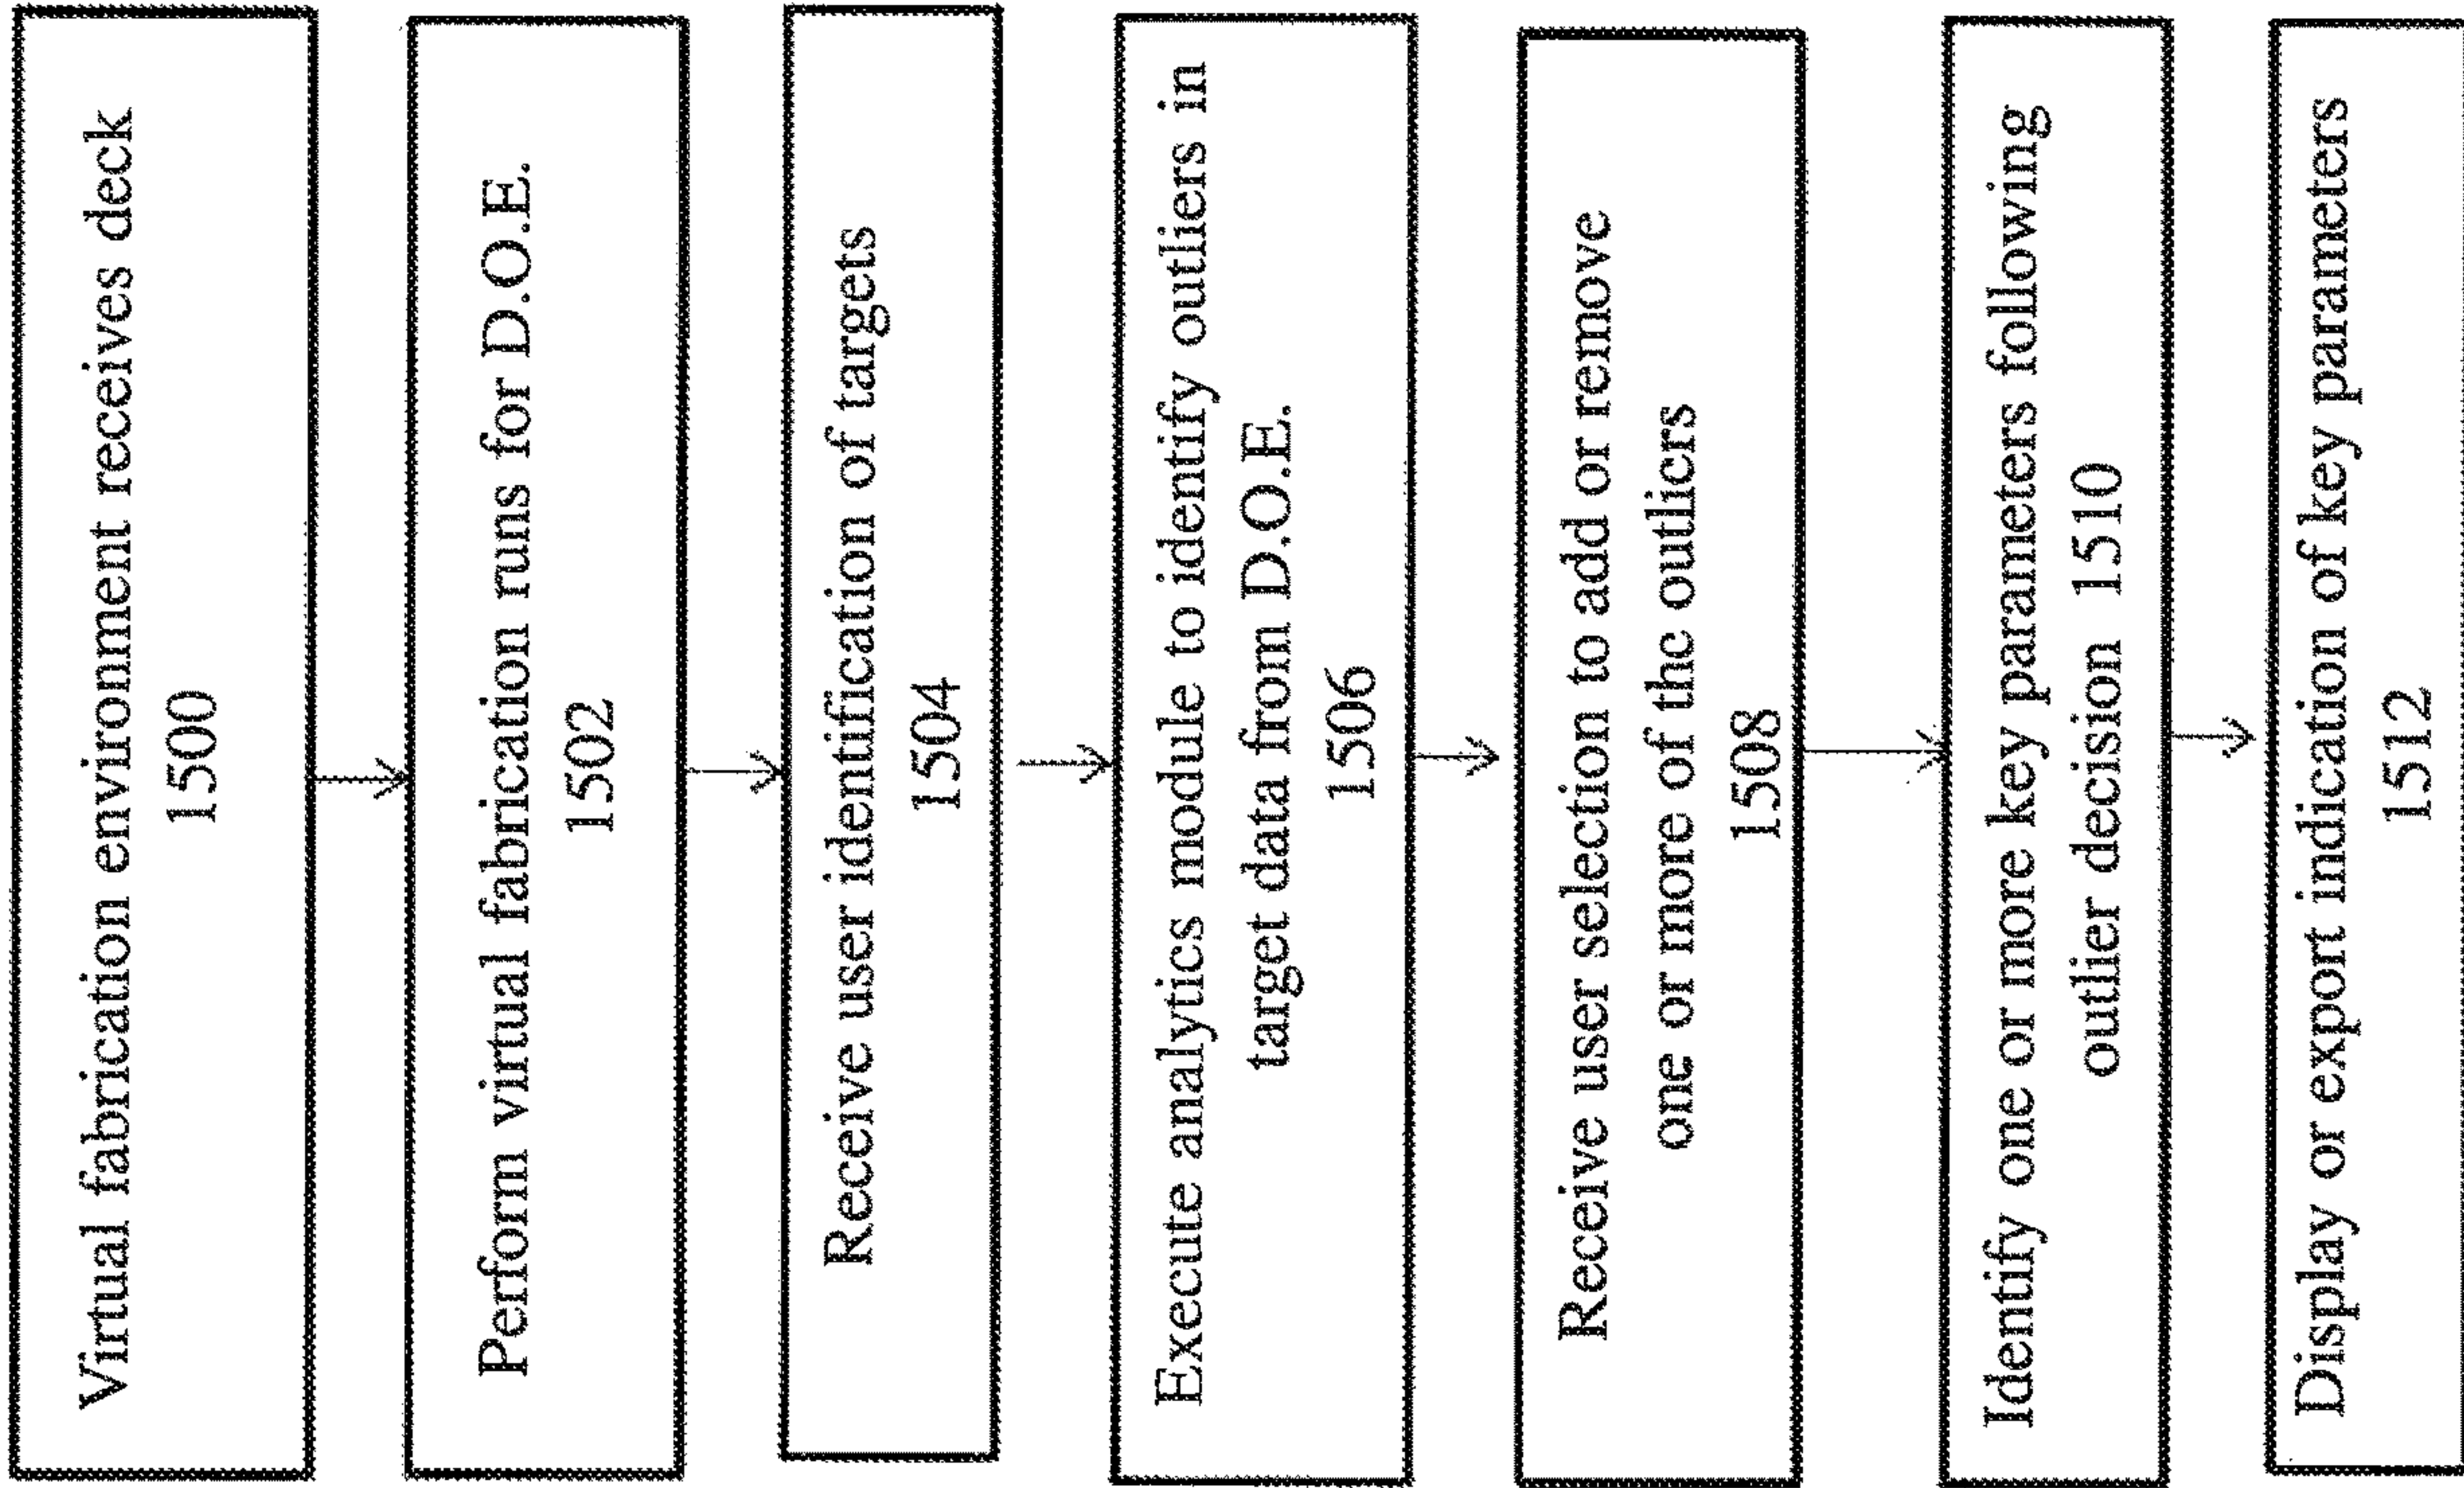 Virtual fabrication environment receives deck
1500
Perform virtual fabrication runs for D.O.E.
1502
Receive user identification of targets
1504
Execute analytics module to identify outliers in
target data from D.O.E.
1506
Receive user selection to add or remove
one or more of the outliers
1508
Identify one or more key parameters following
outlier decision 1510
Display or export indication of key parameters
1512